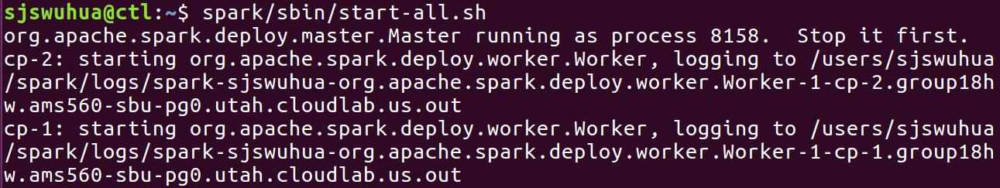 sjswuhua@ctl:~$ spark/sbin/start-all.sh
org.apache.spark.deploy.master.Master running as process 8158.  Stop it first.
cp-2: starting org.apache.spark.deploy.worker.Worker, logging to /users/sjswuhua
/spark/logs/spark-sjswuhua-org.apache.spark.deploy.worker.Worker-1-cp-2.group18h
w.ams560-sbu-pg0.utah.cloudlab.us.out
cp-1: starting org.apache.spark.deploy.worker.Worker, logging to /users/sjswuhua
/spark/logs/spark-sjswuhua-org.apache.spark.deploy.worker.Worker-1-cp-1.group18h
w.ams560-sbu-pg0.utah.cloudlab.us.out